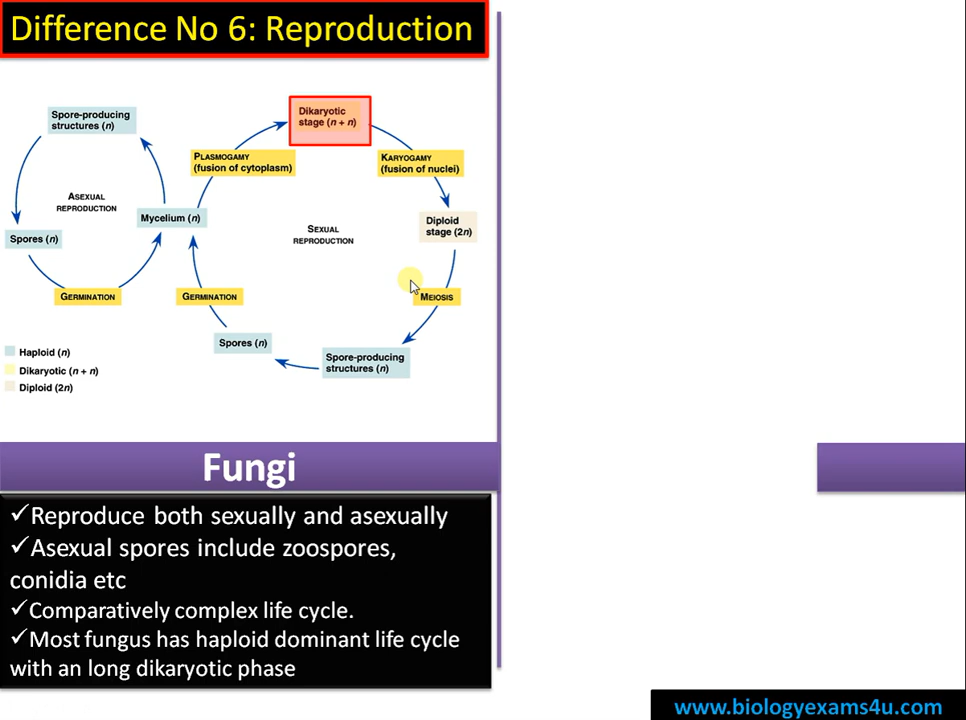 Difference No 6: Reproduction
Spore-producing
structures (n)
Dikaryotic
stage (n + n)
PLASMOGAMY
(fusion of cytoplasm)
KARYOGAMY
(fusion of nuclei)
ASEXUAL
REPRODUCTION
Mycelium (n)
Diploid
stage (2n)
SEXUAL
REPRODUCTION
Spores (n)
GERMINATION
GERMINATION
MEIOSIS
Spores (n)
Spore-producing
structures (n)
Haploid (n)
Dikaryotic (n + n)
Diploid (2n)
Fungi
✓Reproduce both sexually and asexually
✓Asexual spores include zoospores,
conidia etc
✓Comparatively complex life cycle.
✓Most fungus has haploid dominant life cycle
with an long dikaryotic phase
www.biologyexams4u.com